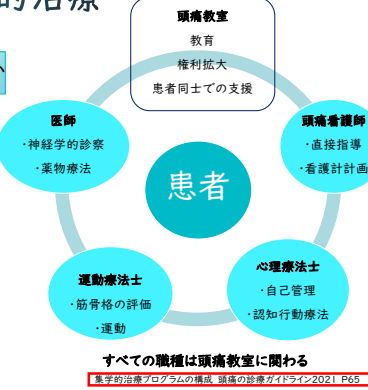 的治療
頭痛教室
教育
権利拡大
患者同士での支援
医師
・神経学的診察
・薬物療法
頭痛看護師
・直接指導
・看護計計画
患者
運動療法士
・筋骨格の評価
・運動
心理療法士
・自己管理
・認知行動療法
すべての職種は頭痛教室に関わる
集学的治療プログラムの構成 頭痛の診療ガイドライン2021 P65